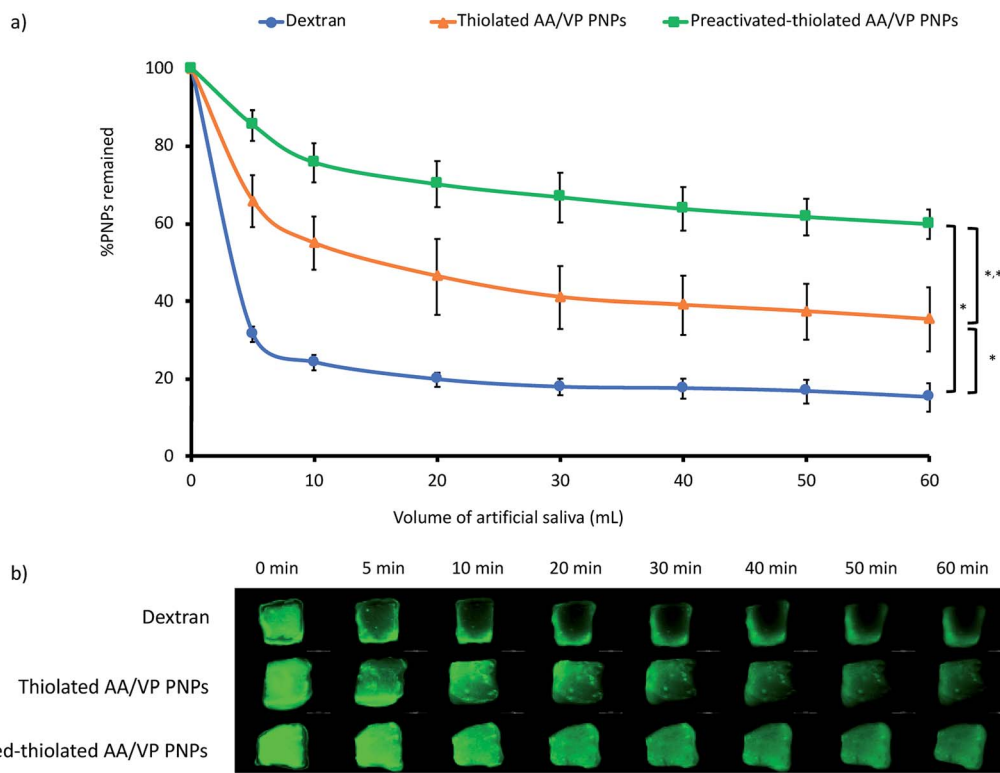 a)
Dextran Thiolated AA/VP PNPs Preactivated-thiolated AA/VP PNPs
100
80
60
40
20
0
%PNPs remained
0 10 20 30 40 50 60
Volume of artificial saliva (mL)
*
*,*
*
b)
0 min 5 min 10 min 20 min 30 min 40 min 50 min 60 min
Dextran
Thiolated AA/VP PNPs
ed-thiolated AA/VP PNPs